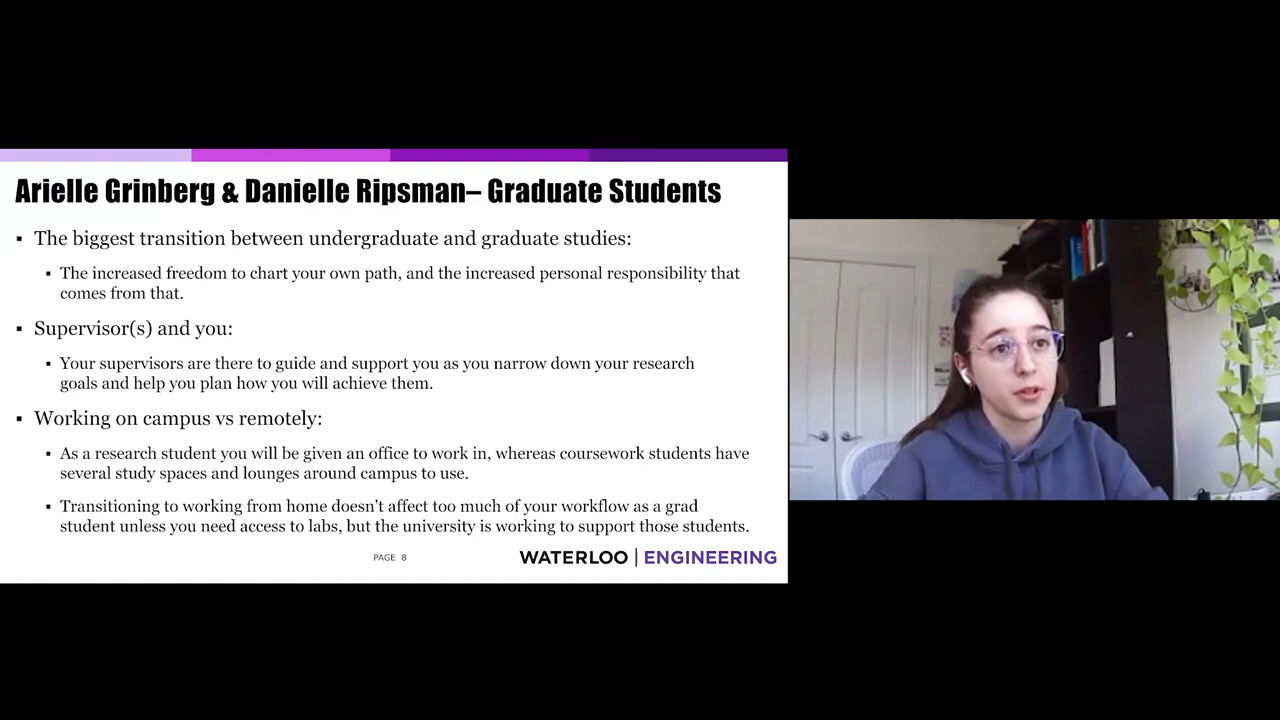 Arielle Grinberg & Danielle Ripsman– Graduate Students
▪ The biggest transition between undergraduate and graduate studies:
▪ The increased freedom to chart your own path, and the increased personal responsibility that
comes from that.
▪ Supervisor(s) and you:
▪ Your supervisors are there to guide and support you as you narrow down your research
goals and help you plan how you will achieve them.
▪ Working on campus vs remotely:
▪ As a research student you will be given an office to work in, whereas coursework students have
several study spaces and lounges around campus to use.
▪ Transitioning to working from home doesn't affect too much of your workflow as a grad
student unless you need access to labs, but the university is working to support those students.
PAGE 8
WATERLOO | ENGINEERING